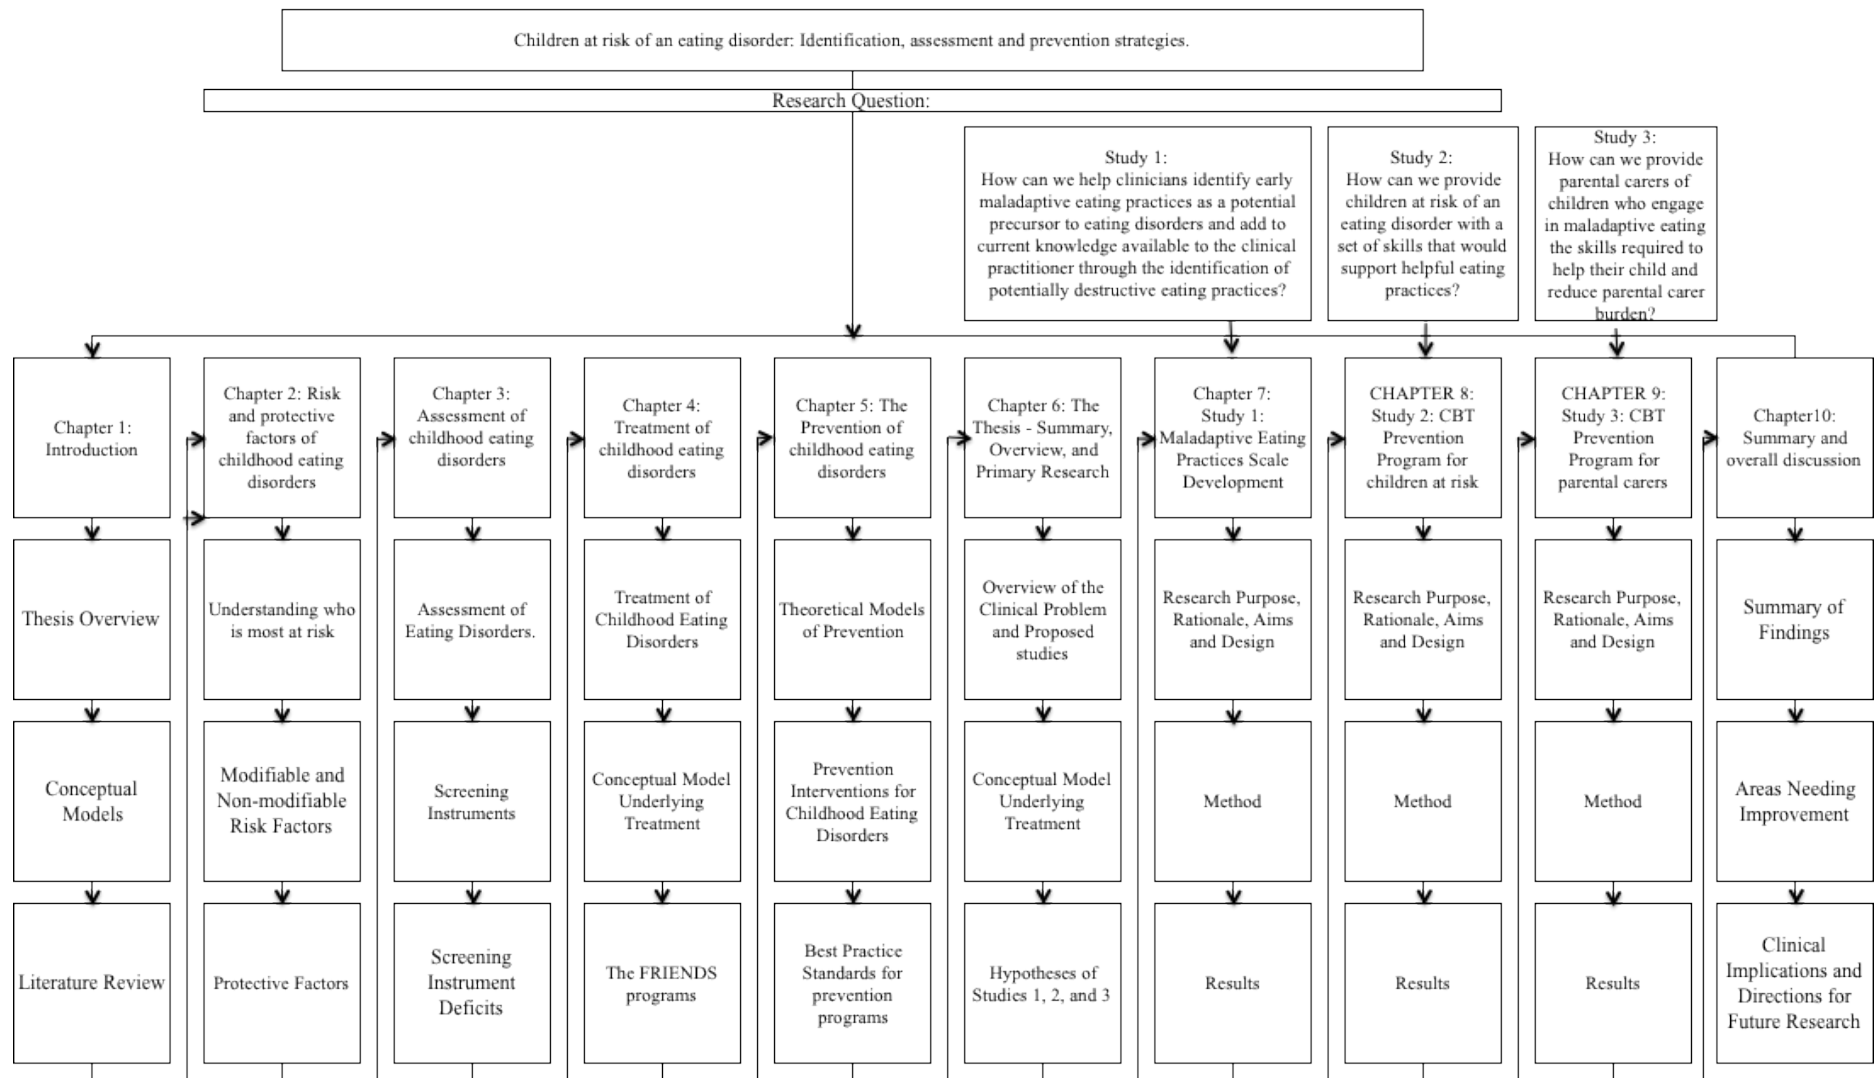 Children at risk of an eating disorder: Identification, assessment and prevention strategies.
Research Question:
Study 1:
How can we help clinicians identify early
maladaptive eating practices as a potential
precursor to eating disorders and add to
current knowledge available to the clinical
practitioner through the identification of
potentially destructive eating practices?
Study 2:
How can we provide
children at risk of an
eating disorder with a
set of skills that would
support helpful eating
practices?
Study 3:
How can we provide
parental carers of
children who engage
in maladaptive eating
the skills required to
help their child and
reduce parental carer
burden?
Chapter 1:
Introduction
Chapter 2: Risk
and protective
factors of
childhood eating
disorders
Chapter 3:
Assessment of
childhood eating
disorders
Chapter 4:
Treatment of
childhood eating
disorders
Chapter 5: The
Prevention of
childhood eating
disorders
Chapter 6: The
Thesis - Summary,
Overview, and
Primary Research
Chapter 7:
Study 1:
Maladaptive Eating
Practices Scale
Development
CHAPTER 8:
Study 2: CBT
Prevention
Program for
children at risk
CHAPTER 9:
Study 3: CBT
Prevention
Program for
parental carers
Chapter10:
Summary and
overall discussion
Thesis Overview
Understanding who
is most at risk
Assessment of
Eating Disorders.
Treatment of
Childhood Eating
Disorders
Theoretical Models
of Prevention
Overview of the
Clinical Problem
and Proposed
studies
Research Purpose,
Rationale, Aims
and Design
Research Purpose,
Rationale, Aims
and Design
Research Purpose,
Rationale, Aims
and Design
Summary of
Findings
Conceptual
Models
Modifiable and
Non-modifiable
Risk Factors
Screening
Instruments
Conceptual Model
Underlying
Treatment
Prevention
Interventions for
Childhood Eating
Disorders
Conceptual Model
Underlying
Treatment
Method
Method
Method
Areas Needing
Improvement
Literature Review
Protective Factors
Screening
Instrument
Deficits
The FRIENDS
programs
Best Practice
Standards for
prevention
programs
Hypotheses of
Studies 1, 2, and 3
Results
Results
Results
Clinical
Implications and
Directions for
Future Research